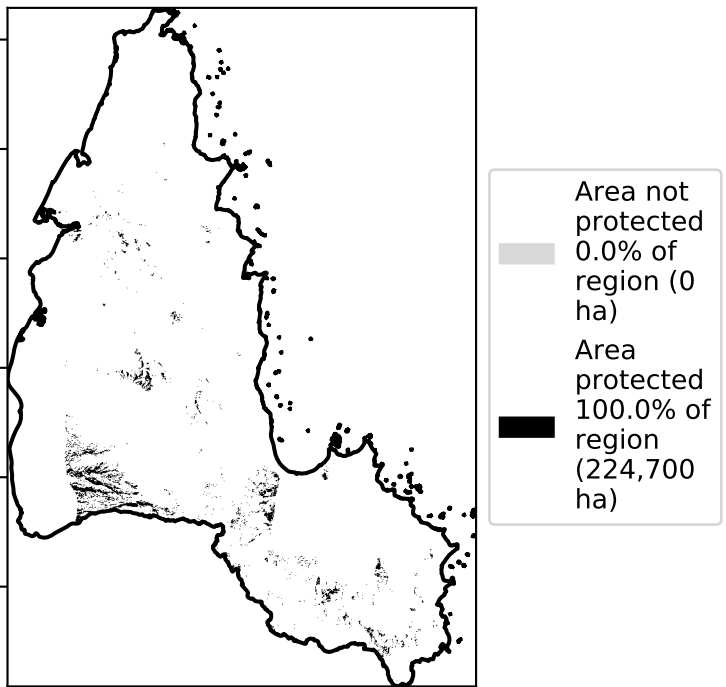 Area not
protected
0.0% of
region (0
ha)
Area
protected
100.0% of
region
(224,700
ha)